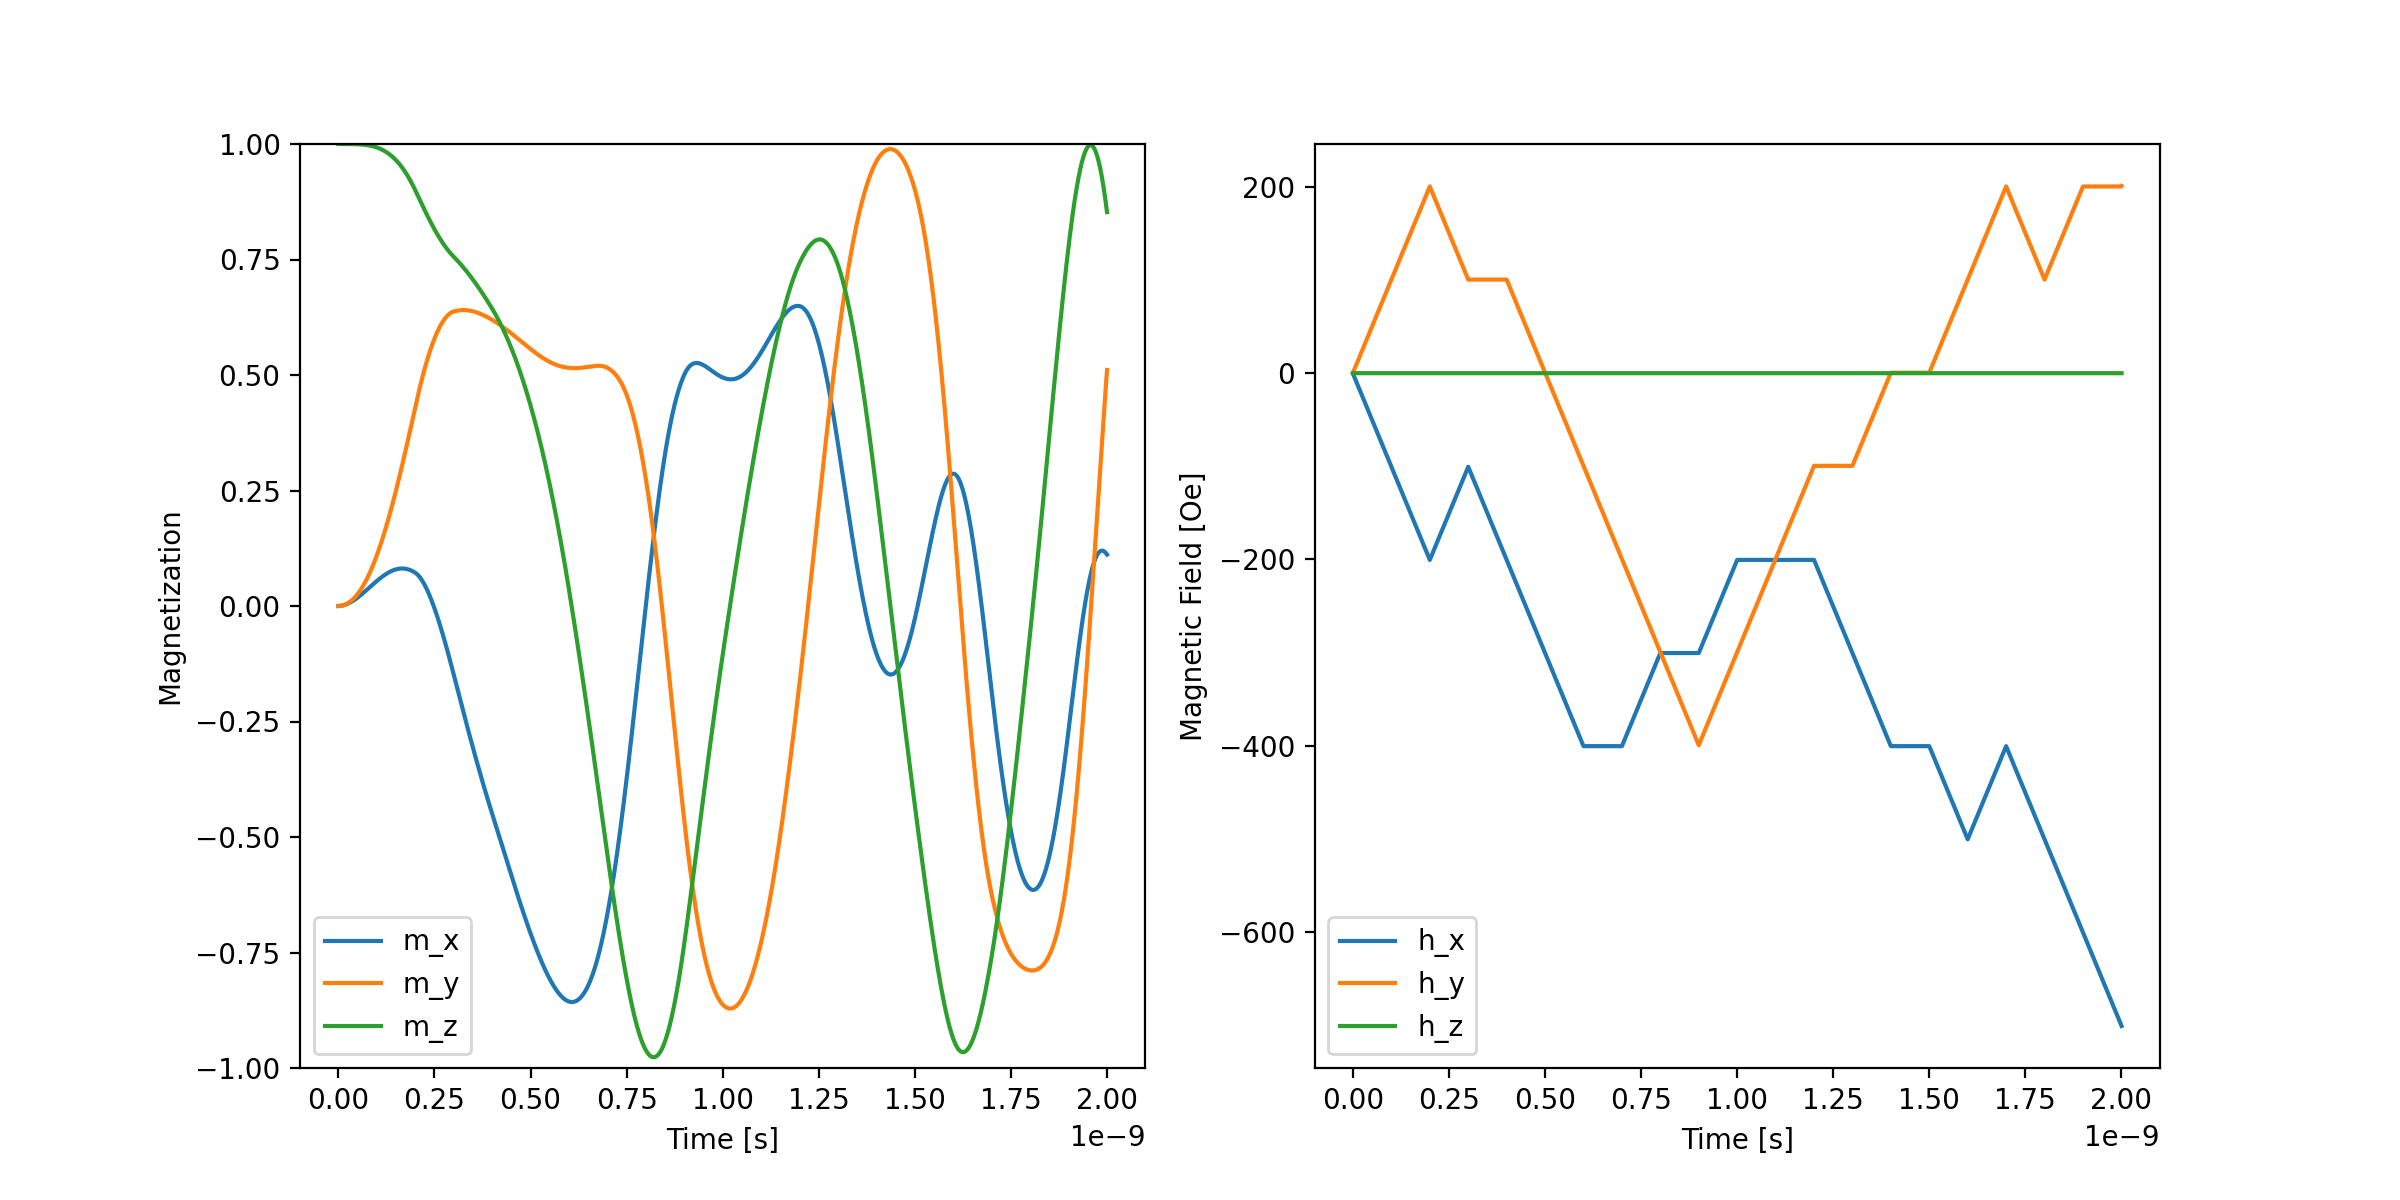 1.00
0.75
0.50
0.25
0.00
−0.25
−0.50
−0.75
−1.00
Magnetization
m_x
m_y
m_z
0.00 0.25 0.50 0.75 1.00 1.25 1.50 1.75 2.00
Time [s]
1e−9
200
0
−200
−400
−600
Magnetic Field [Oe]
h_x
h_y
h_z
0.00 0.25 0.50 0.75 1.00 1.25 1.50 1.75 2.00
Time [s]
1e−9